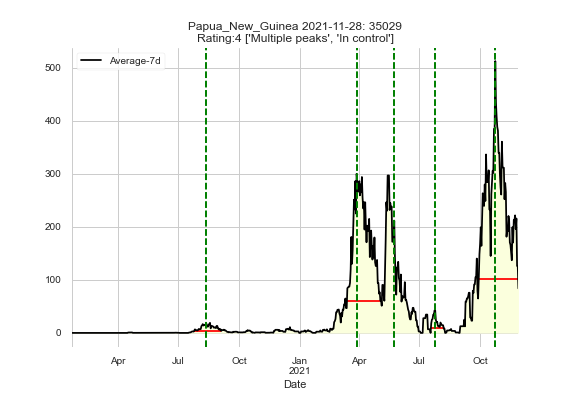 Papua_New_Guinea 2021-11-28: 35029
Rating:4 ['Multiple peaks', 'In control']
Average-7d
500
400
300
200
100
0
Apr
Jul
Oct
Jan
2021
Apr
Jul
Oct
Date